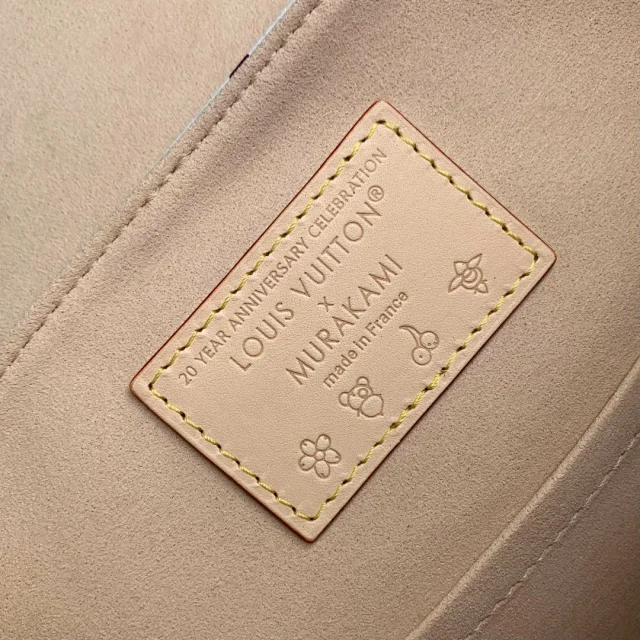 20 YEAR ANNIVERSARY CELEBRATION
LOUIS VUITTON®
×
MURAKAMI
made in France